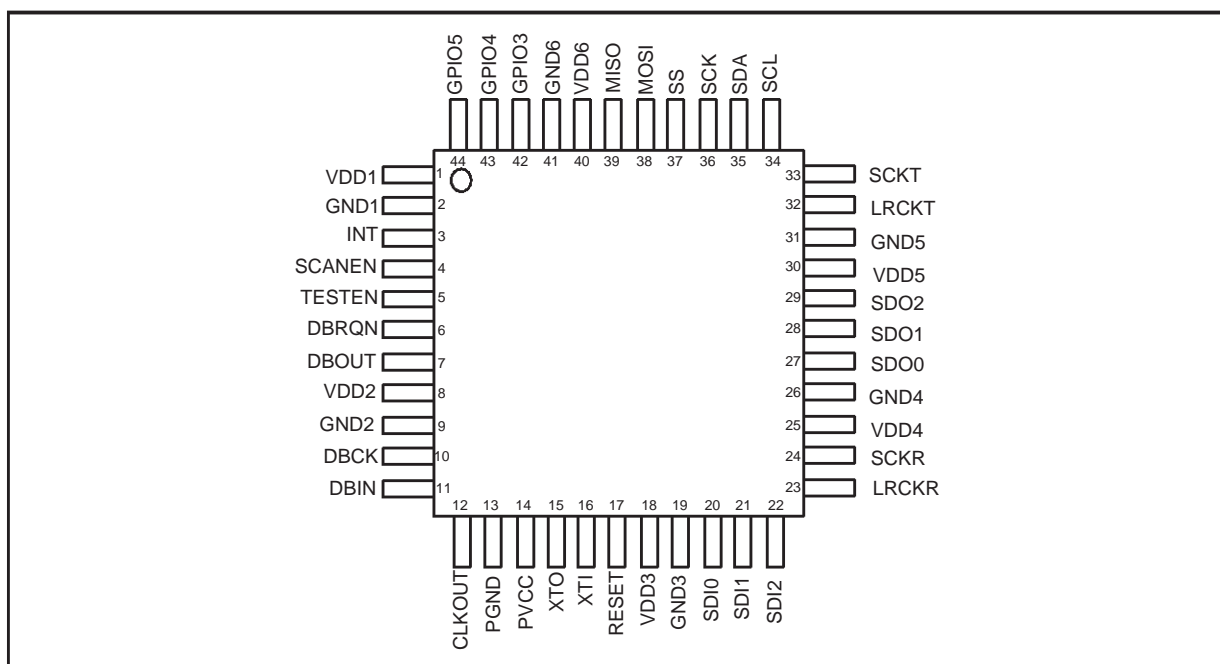 GPIO5 GPIO4 GPIO3 GND6 VDD6 MISO MOSI SS SCK SDA SCL
44 43 42 41 40 39 38 37 36 35 34
VDD1 1 33 SCKT
GND1 2 32 LRCKT
INT 3 31 GND5
SCANEN 4 30 VDD5
TESTEN 5 29 SDO2
DBRQN 6 28 SDO1
DBOUT 7 27 SDO0
VDD2 8 26 GND4
GND2 9 25 VDD4
DBCK 10 24 SCKR
DBIN 11 23 LRCKR
12 13 14 15 16 17 18 19 20 21 22
CLKOUT PGND PVCC XTO XTI RESET VDD3 GND3 SDI0 SDI1 SDI2